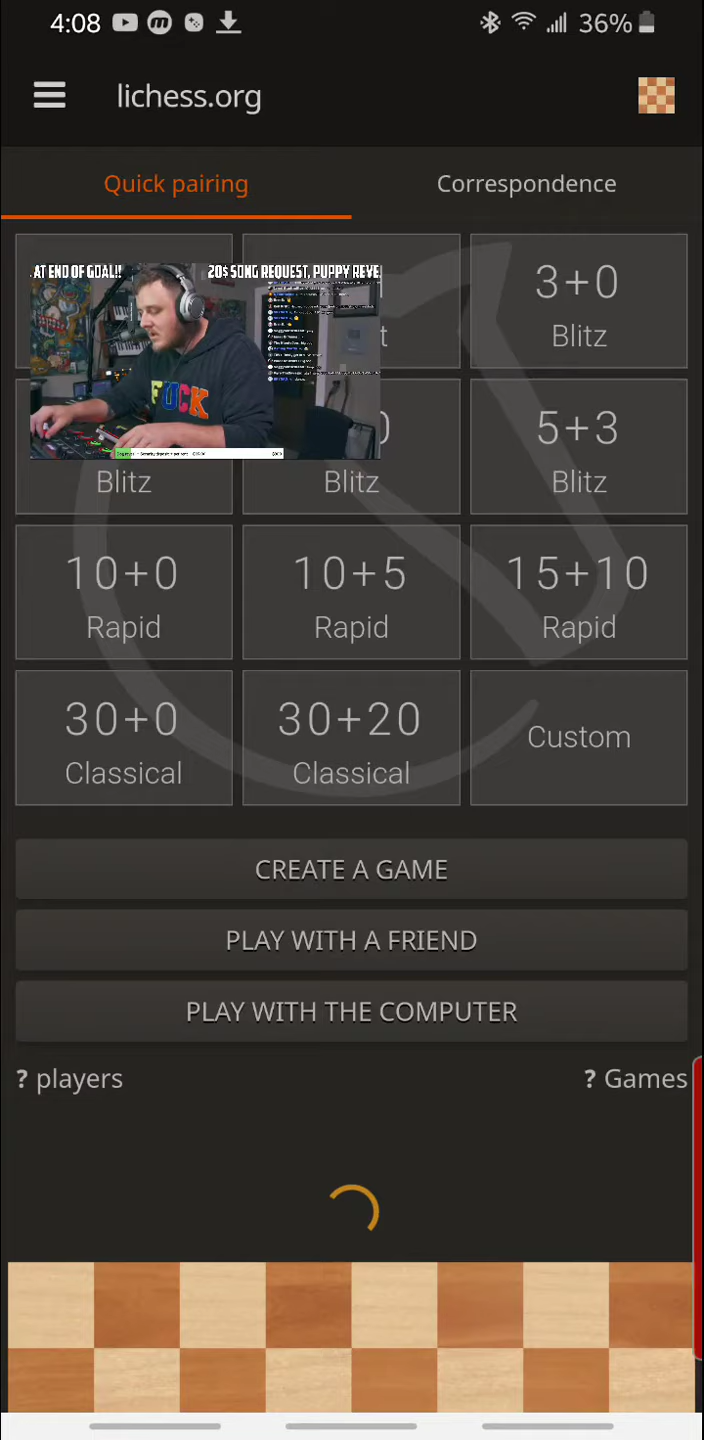 4:08
36%
lichess.org
Quick pairing
Correspondence
. AT END OF GOAL!!
20$ SONG REQUEST, PUPPY REVE
3+0
Blitz
FUCK
5+3
Blitz
Blitz
Blitz
10+0
10+5
15+10
Rapid
Rapid
Rapid
30+0
30+20
Custom
Classical
Classical
CREATE A GAME
PLAY WITH A FRIEND
PLAY WITH THE COMPUTER
? players
? Games